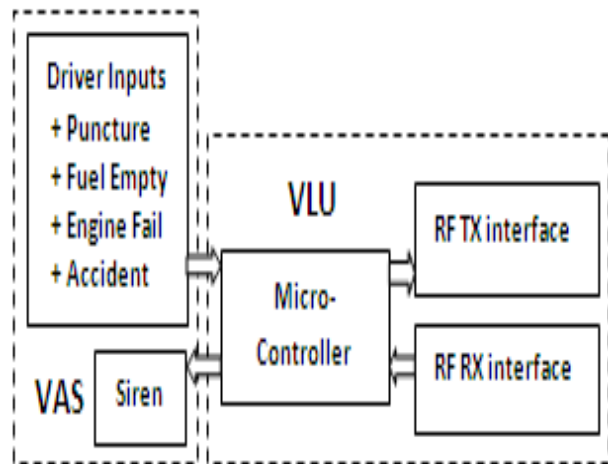 Driver Inputs
+ Puncture
+ Fuel Empty
+ Engine Fail
+ Accident
VAS
Siren
VLU
Micro-
Controller
RF TX interface
RF RX interface